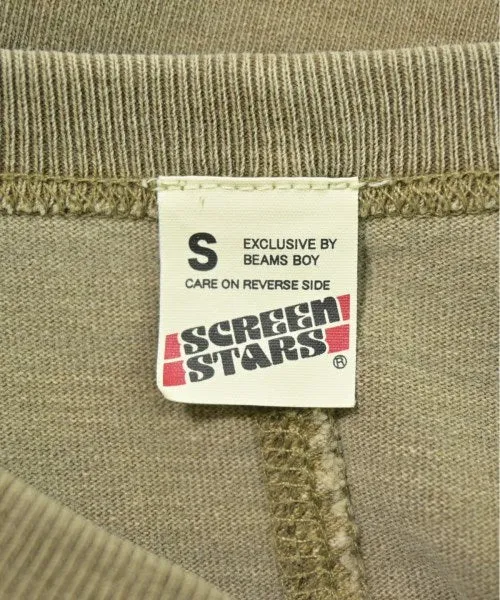 S EXCLUSIVE BY
BEAMS BOY
CARE ON REVERSE SIDE
SCREEN
STARS®